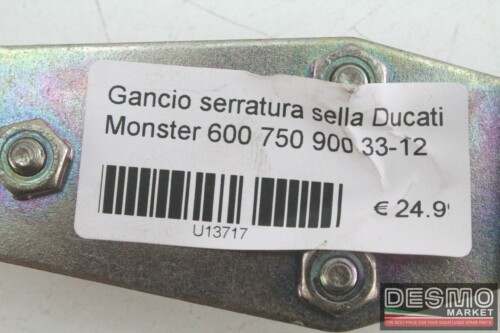 Gancio serratura sella Ducati
Monster 600 750 900 33-12
€ 24.9
U13717
DESMO
MARKET